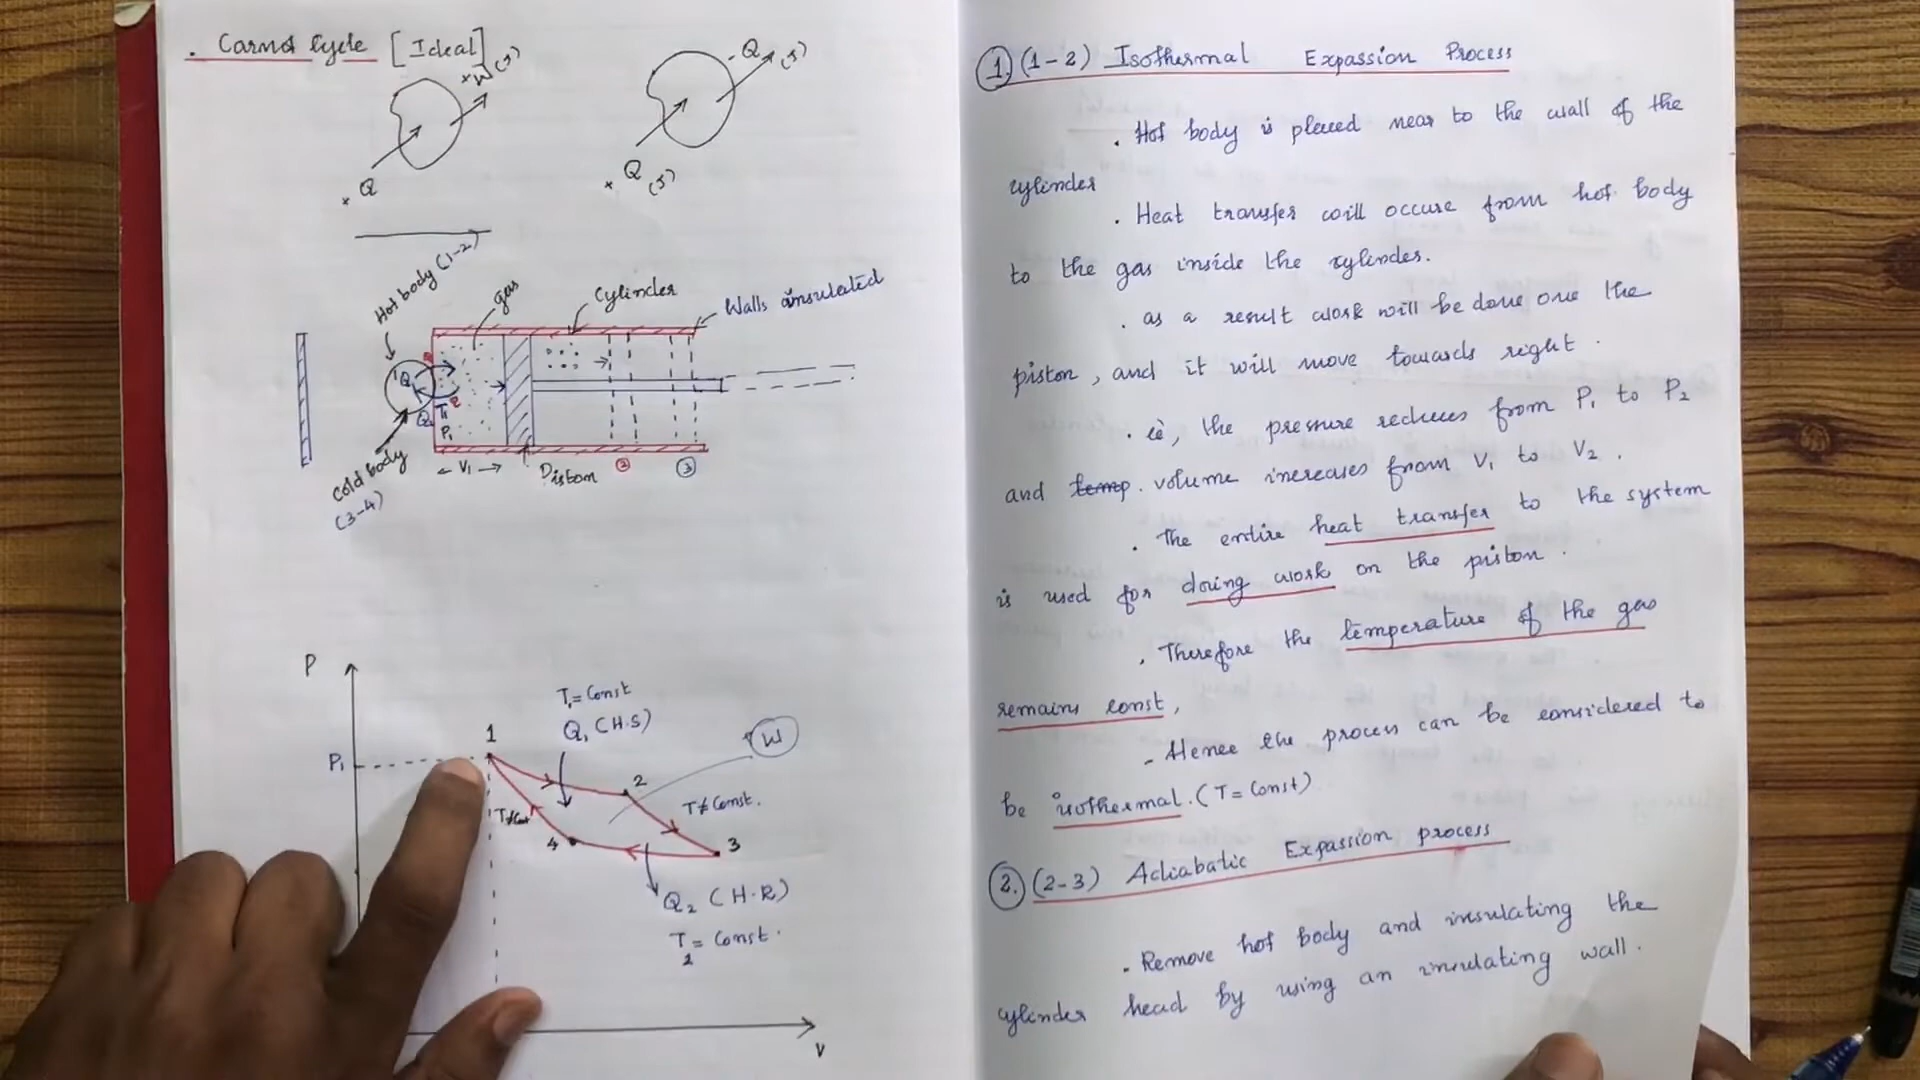 . Carnot Cycle [Ideal]
+W (J)
+ Q
- Q (J)
+ Q (J)
Hot body (1-2)
gas
Cylinder
Walls insulated
Q₁
Q₂
T₁
P₁
Cold body
(3-4)
← V₁ →
Piston
②
③
P
T₁ = Const
Q₁ (H.S)
W
1
P₁
2
T ≠ Const.
T ≠ Const
4
3
Q₂ (H.R)
T₂ = Const.
V
1. (1-2) Isothermal Expassion Process
. Hot body is placed near to the wall of the
cylinder
. Heat transfer will occure from hot body
to the gas inside the cylinder.
. as a result work will be done one the
piston, and it will move towards right.
. ie, the pressure reduces from P₁ to P₂
and temp. volume increases from V₁ to V₂.
. The entire heat transfer to the system
is used for doing work on the piston.
. Therefore the temperature of the gas
remains const,
- Hence the process can be considered to
be isothermal. (T = Const)
2. (2-3) Adiabatic Expassion process
. Remove hot body and insulating the
cylinder head by using an insulating wall.